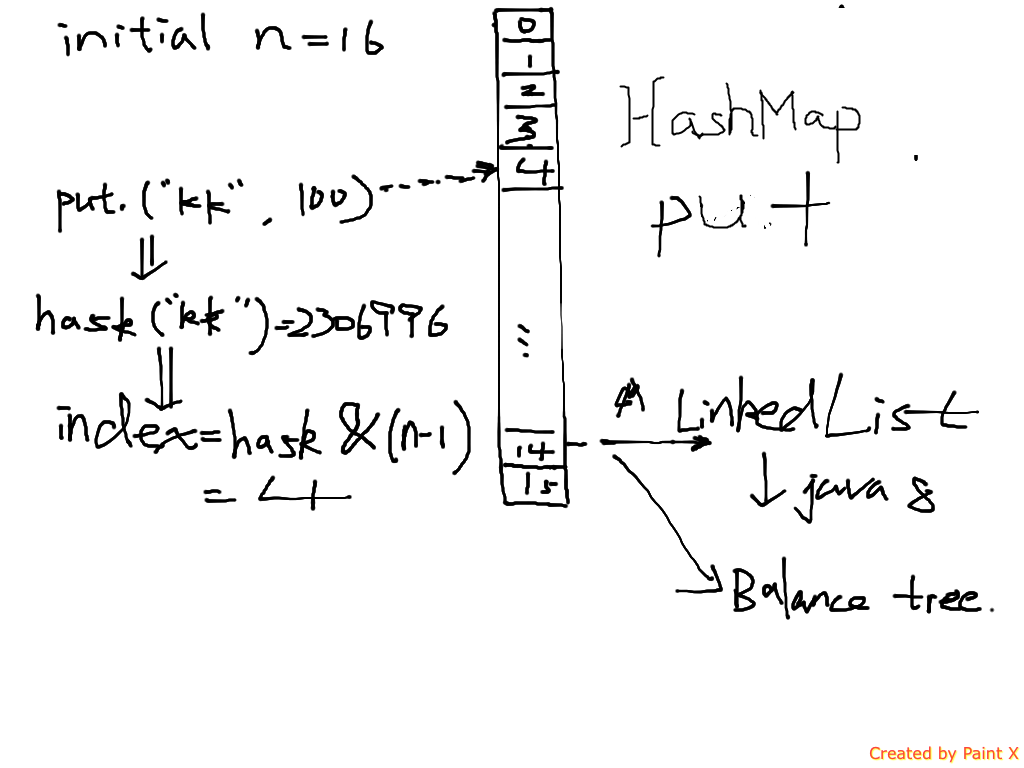 initial n=16
0
1
2
3
4
HashMap
put
put. ("kk", 100)
hask ("kk")=2306996
index=hask &(n-1)
= 4
14
15
LinkedList
java 8
Balance tree.
Created by Paint X